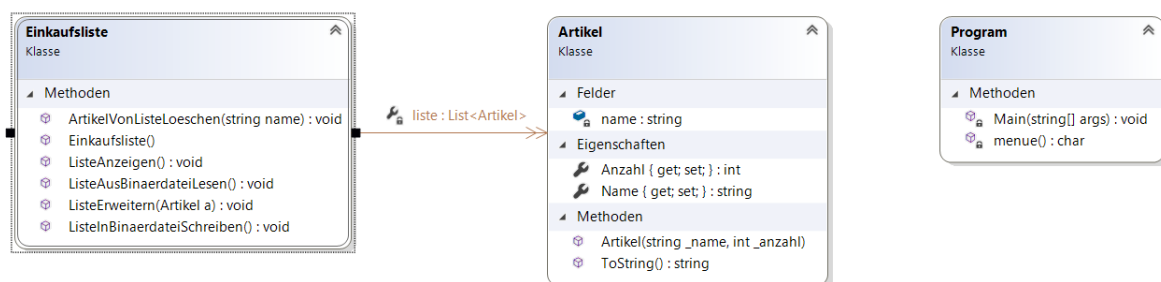 Einkaufsliste
Klasse
Methoden
ArtikelVonListeLoeschen(string name) : void
Einkaufsliste()
ListeAnzeigen() : void
ListeAusBinaerdateiLesen() : void
ListeErweitern(Artikel a) : void
ListeInBinaerdateiSchreiben() : void
liste : List<Artikel>
Artikel
Klasse
Felder
name : string
Eigenschaften
Anzahl { get; set; } : int
Name { get; set; } : string
Methoden
Artikel(string _name, int _anzahl)
ToString() : string
Program
Klasse
Methoden
Main(string[] args) : void
menue() : char